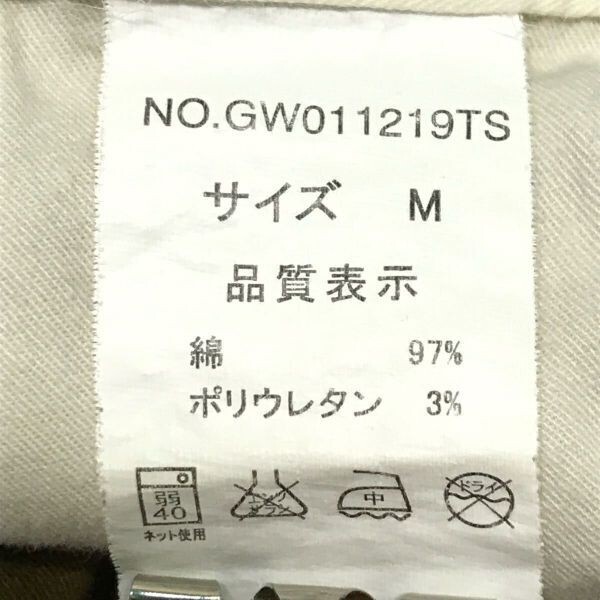 NO.GW011219TS
サイズ M
品質表示
綿 97%
ポリウレタン 3%
弱 40 中 ドライ
ネット使用